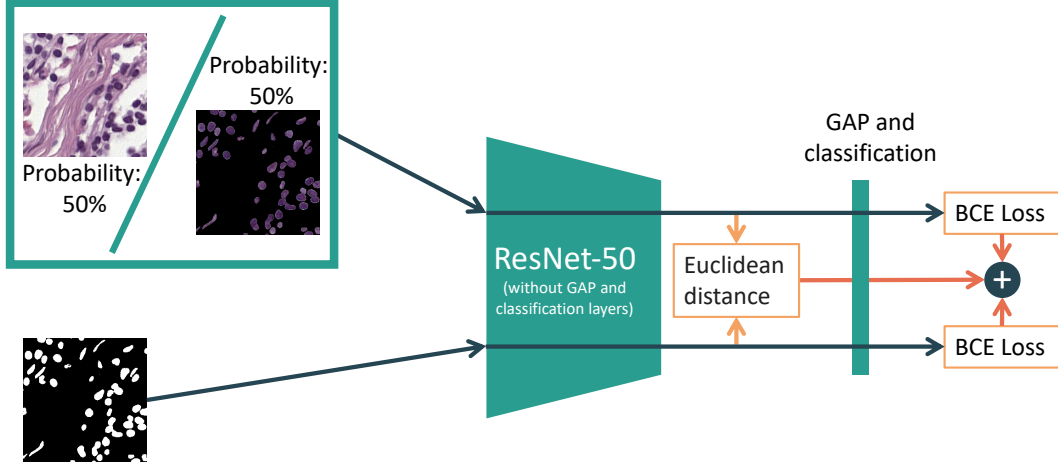 Probability:
50%
Probability:
50%
GAP and
classification
BCE Loss
ResNet-50
(without GAP and
classification layers)
Euclidean
distance
+
BCE Loss